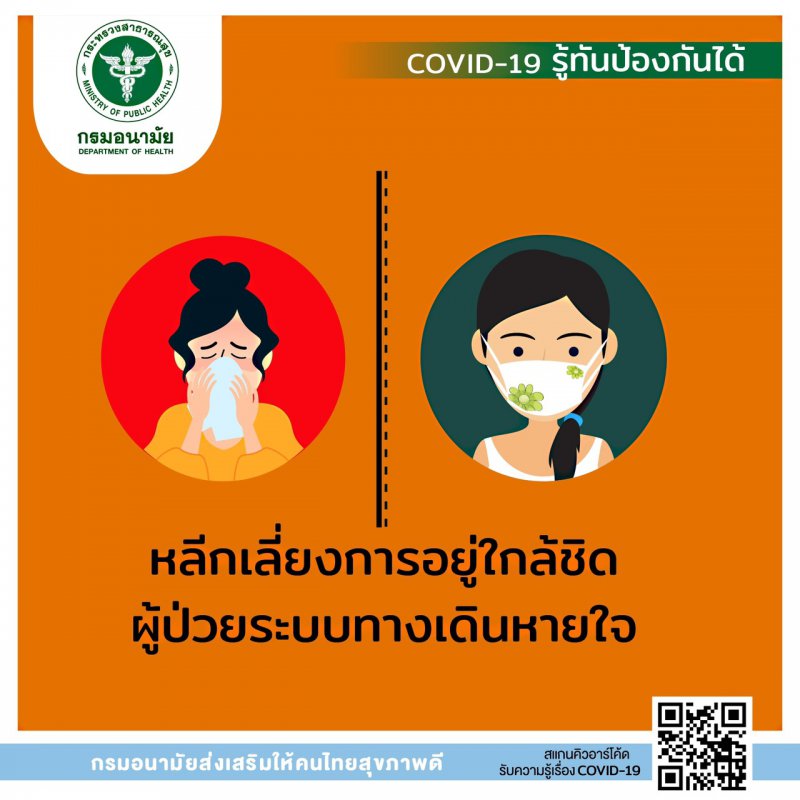 กระทรวงสาธารณสุข
MINISTRY OF PUBLIC HEALTH
กรมอนามัย
DEPARTMENT OF HEALTH
COVID-19 รู้ทันป้องกันได้
หลีกเลี่ยงการอยู่ใกล้ชิด
ผู้ป่วยระบบทางเดินหายใจ
กรมอนามัยส่งเสริมให้คนไทยสุขภาพดี
สแกนคิวอาร์โค้ด
รับความรู้เรื่อง COVID-19